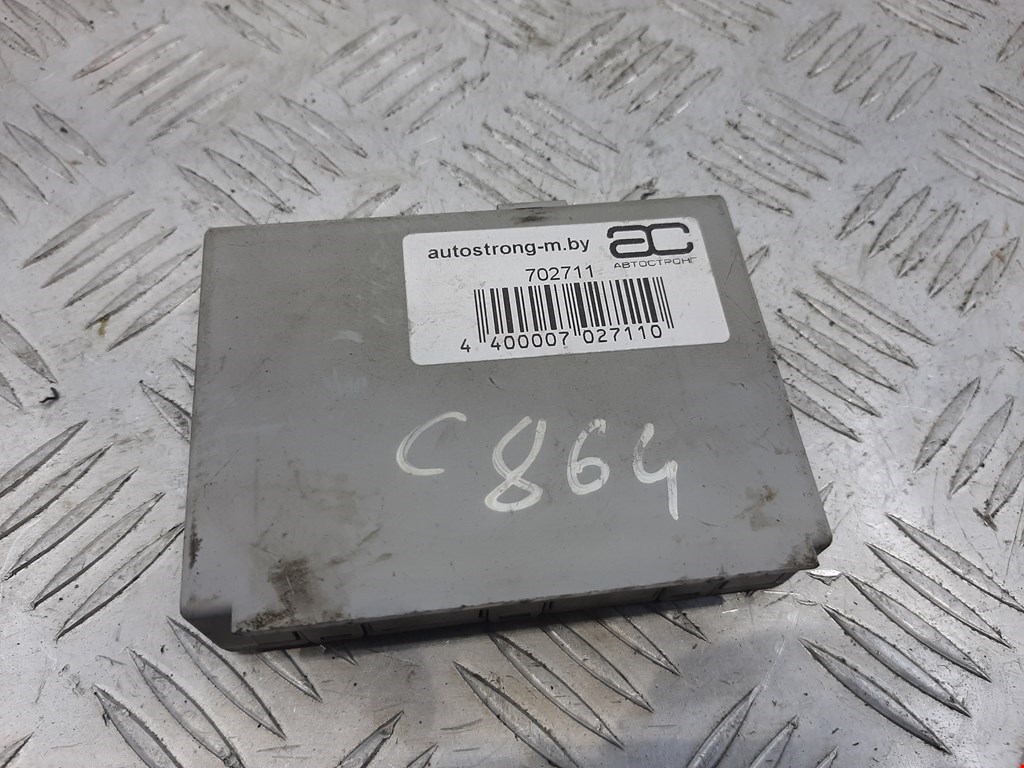 autostrong-m.by
ac
АВТОСТРОНГ
702711
4 400007 027110
C864